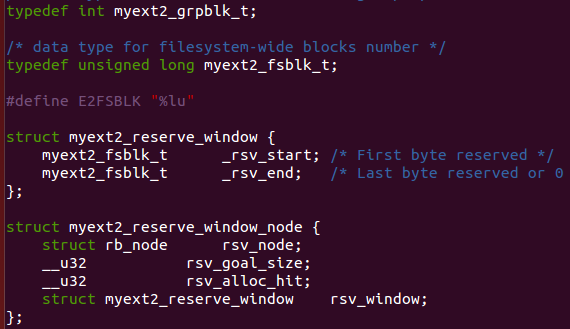 typedef int myext2_grpblk_t;
/* data type for filesystem-wide blocks number */
typedef unsigned long myext2_fsblk_t;
#define E2FSBLK "%lu"
struct myext2_reserve_window {
myext2_fsblk_t _rsv_start; /* First byte reserved */
myext2_fsblk_t _rsv_end; /* Last byte reserved or 0
};
struct myext2_reserve_window_node {
struct rb_node rsv_node;
__u32 rsv_goal_size;
__u32 rsv_alloc_hit;
struct myext2_reserve_window rsv_window;
};